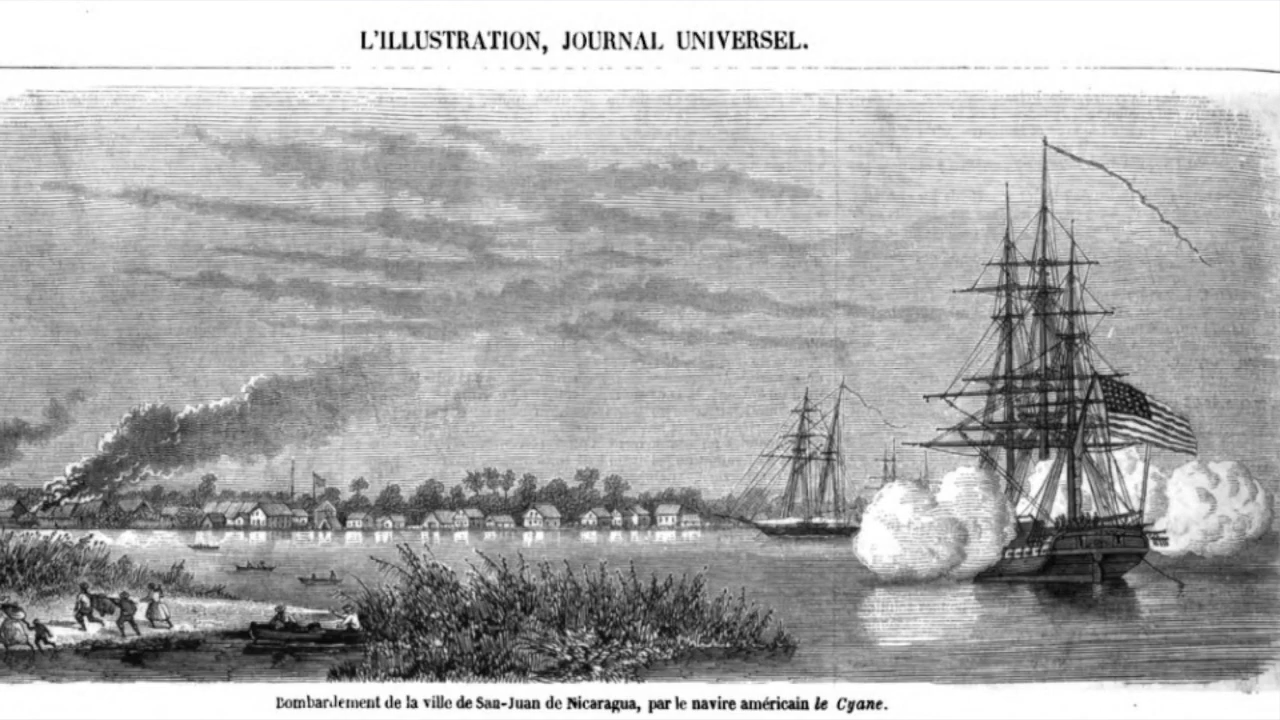 L'ILLUSTRATION, JOURNAL UNIVERSEL.
Bombardement de la ville de San-Juan de Nicaragua, par le navire américain le Cyane.